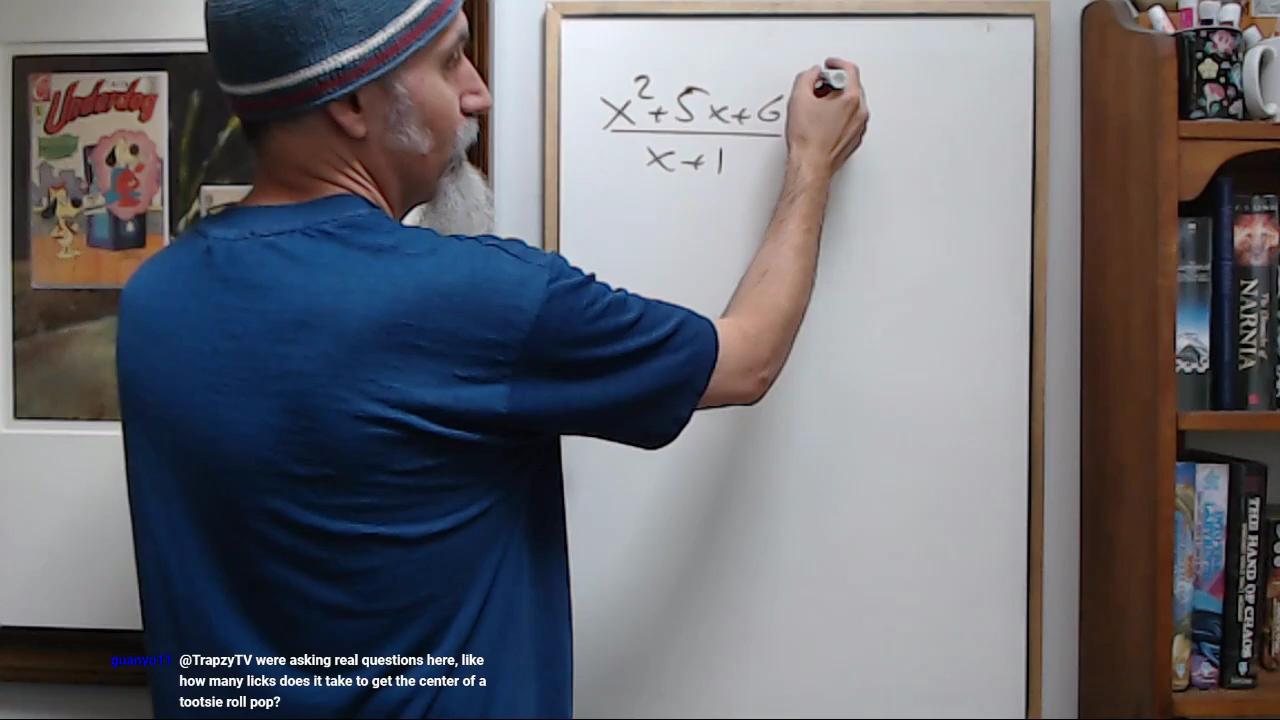 Underdog
x²+5x+6
x+1
NARNIA
THE HAND OF CHAOS
guanyu11 @TrapzyTV were asking real questions here, like
how many licks does it take to get the center of a
tootsie roll pop?